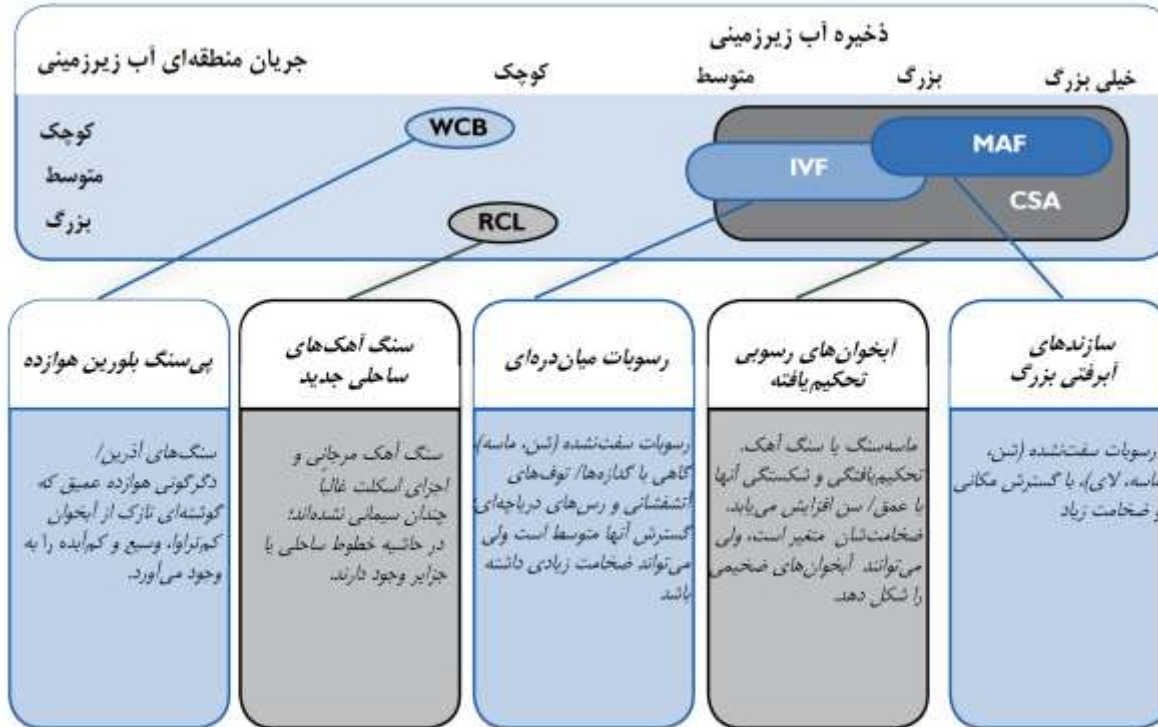 ذخیره آب زیرزمینی
جریان منطقه‌ای آب زیرزمینی
کوچک
متوسط
بزرگ
خیلی بزرگ
کوچک
متوسط
بزرگ
WCB
RCL
IVF
MAF
CSA
پی‌سنگ بلورین هوازده
سنگ‌های آذرین/
دگرگونی هوازده عمیق که
گوشته‌ای نازک از آبخوان
کم‌تراوا، وسیع و کم‌آبده را به
وجود می‌آورد.
سنگ آهک‌های
ساحلی جدید
سنگ آهک مرجانی و
اجزای اسکلت غالباً
چندان سیمانی نشده‌اند؛
در حاشیه خطوط ساحلی یا
جزایر وجود دارند.
رسوبات میان‌دره‌ای
رسوبات سفت‌نشده (شن، ماسه)،
گاهی با گدازه‌ها/ توف‌های
آتشفشانی و رس‌های دریاچه‌ای؛
گسترش آنها متوسط است ولی
می‌تواند ضخامت زیادی داشته
باشد
آبخوان‌های رسوبی
تحکیم‌یافته
ماسه‌سنگ یا سنگ آهک،
تحکیم‌یافتگی و شکستگی آنها
با عمق/ سن افزایش می‌یابد.
ضخامت‌شان متغیر است، ولی
می‌توانند آبخوان‌های ضخیمی
را شکل دهد.
سازندهای
آبرفتی بزرگ
رسوبات سفت‌نشده (شن،
ماسه، لای)، با گسترش مکانی
و ضخامت زیاد